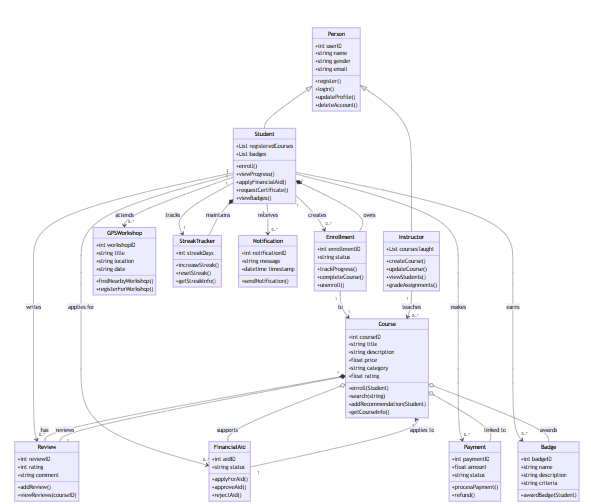 Person
+int userID
+string name
+string gender
+string email
+register()
+login()
+updateProfile()
+deleteAccount()
Student
+List registeredCourses
+List badges
+enroll()
+viewProgress()
+applyFinancialAid()
+requestCertificate()
+viewBadges()
attends
tracks
maintains
receives
creates
owns
GPSWorkshop
+int workshopID
+string title
+string location
+string date
+findNearbyWorkshop()
+registerForWorkshop()
StreakTracker
+int streakDays
+increaseStreak()
+resetStreak()
+getStreakInfo()
Notification
+int notificationID
+string message
+datetime timestamp
+sendNotification()
Enrollment
+int enrollmentID
+string status
+trackProgress()
+completeCourse()
+unenroll()
Instructor
+List coursesTaught
+createCourse()
+updateCourse()
+viewStudents()
+gradeAssignments()
writes
applies for
to
teaches
makes
earns
Course
+int courseID
+string title
+string description
+float price
+string category
+float rating
+enroll(Student)
+search(string)
+addRecommendation(Student)
+getCourseInfo()
has
reviews
supports
applies to
linked to
awards
Review
+int reviewID
+int rating
+string comment
+addReview()
+viewReviews(courseID)
FinancialAid
+int aidID
+string status
+applyForAid()
+approveAid()
+rejectAid()
Payment
+int paymentID
+float amount
+string status
+processPayment()
+refund()
Badge
+int badgeID
+string name
+string description
+string criteria
+awardBadge(Student)